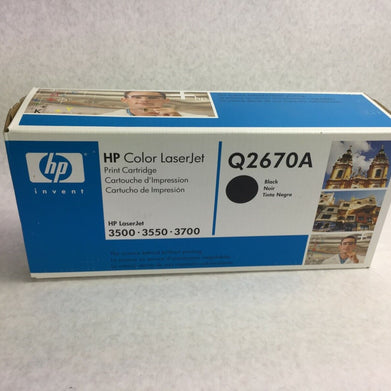 hp
invent
HP Color LaserJet
Print Cartridge
Cartouche d'Impression
Cartucho de Impresión
HP LaserJet
3500 · 3550 · 3700
Q2670A
Black
Noir
Tinta Negra
K